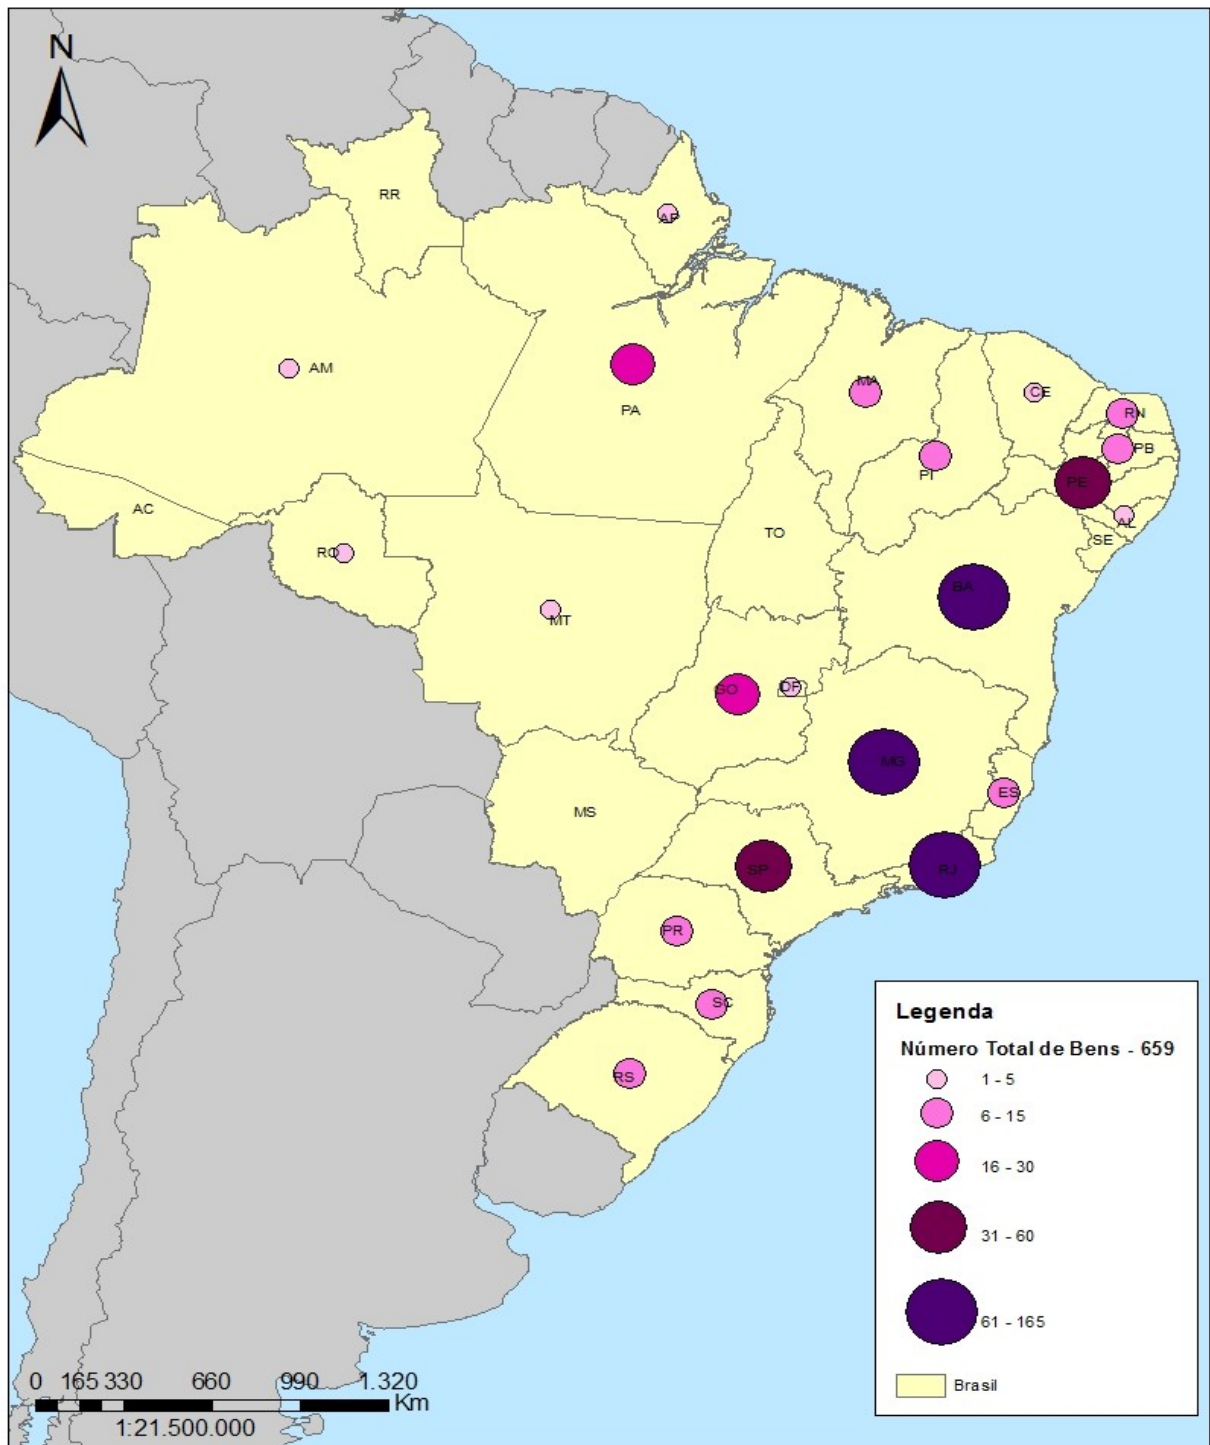 N
RR
AP
AM
PA
MA
CE
RN
PB
PI
PE
AC
AL
TO
SE
RO
BA
MT
GO
DF
MG
ES
MS
SP
RJ
PR
SC
RS
Legenda
Número Total de Bens - 659
1 - 5
6 - 15
16 - 30
31 - 60
61 - 165
Brasil
0 165 330 660 990 1.320
Km
1:21.500.000